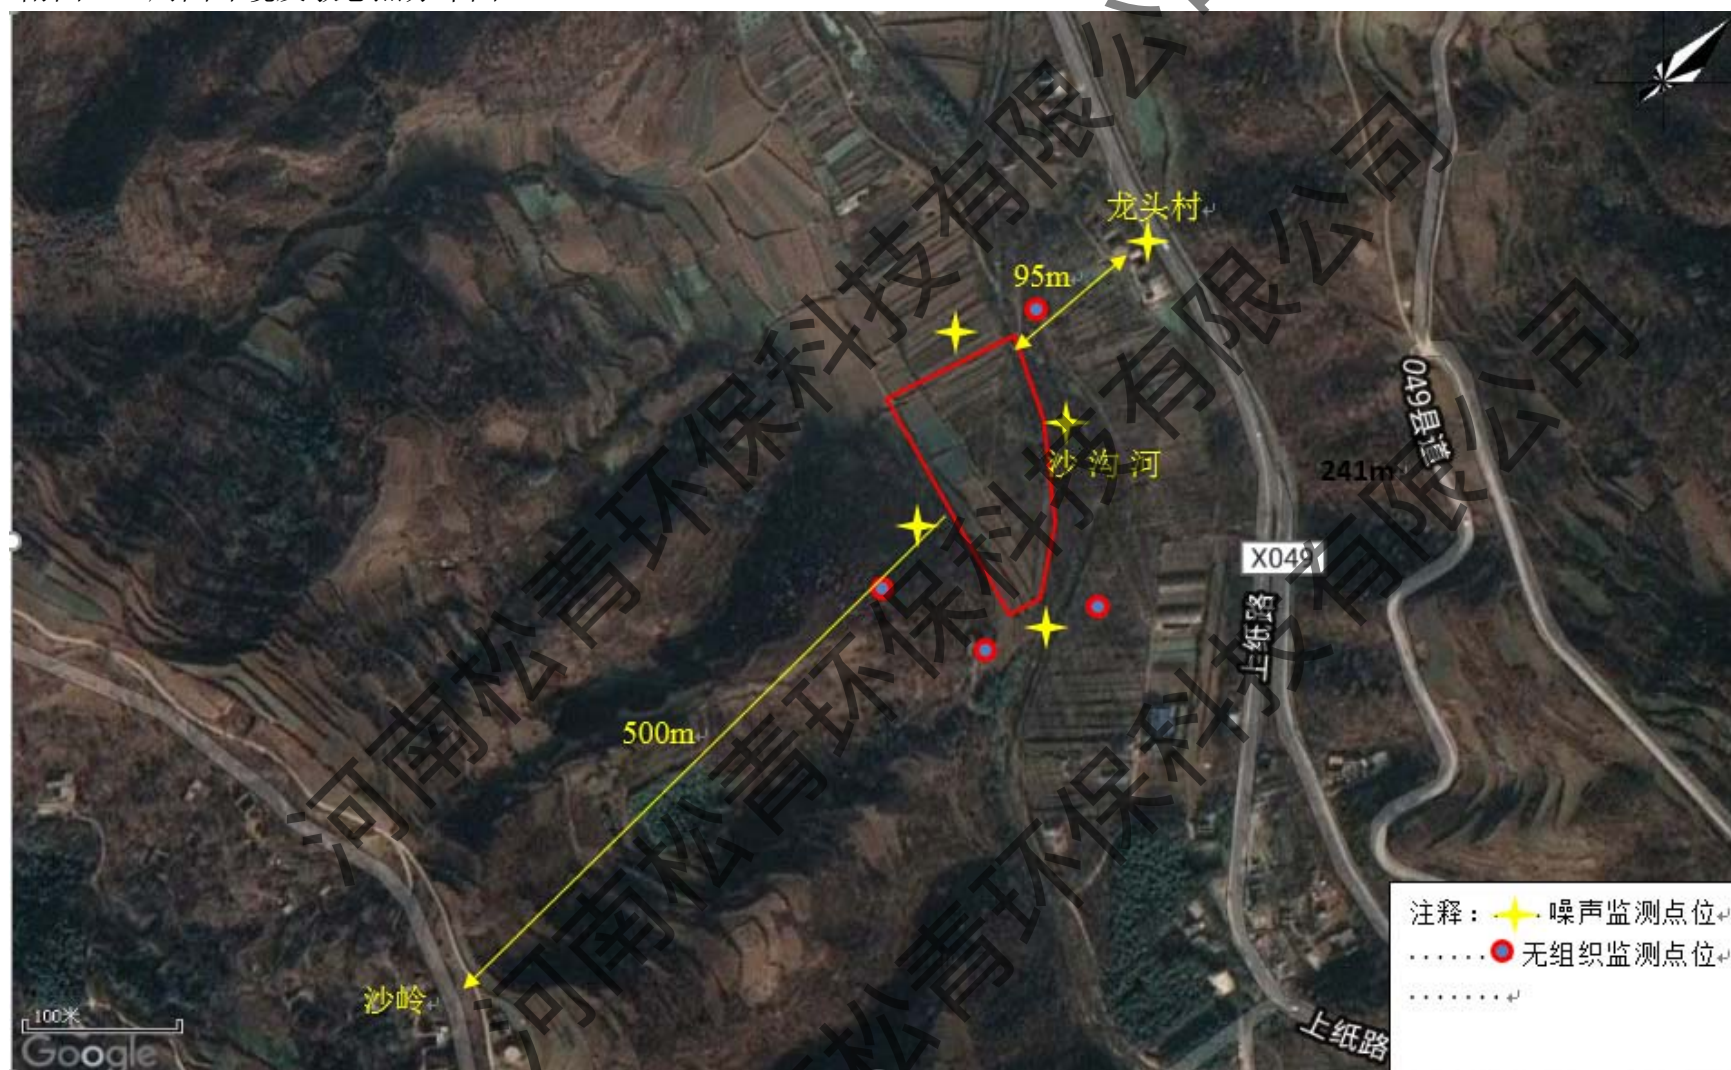 龙头村
95m
沙沟河
049县道
241m
X049
上纸路
500m
沙岭
注释： 噪声监测点位
...... 无组织监测点位
.......
100米
Google
上纸路
河南松青环保科技有限公司
河南松青环保科技有限公司
河南松青环保科技有限公司